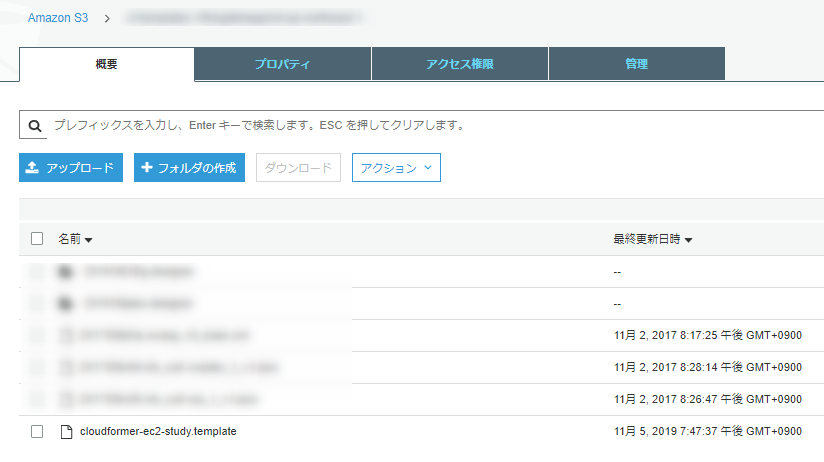 Amazon S3 >
概要 プロパティ アクセス権限 管理
プレフィックスを入力し、Enter キーで検索します。ESC を押してクリアします。
アップロード フォルダの作成 ダウンロード アクション
名前 最終更新日時
--
--
11月 2, 2017 8:17:25 午後 GMT+0900
11月 2, 2017 8:28:14 午後 GMT+0900
11月 2, 2017 8:26:47 午後 GMT+0900
cloudformer-ec2-study.template 11月 5, 2019 7:47:37 午後 GMT+0900